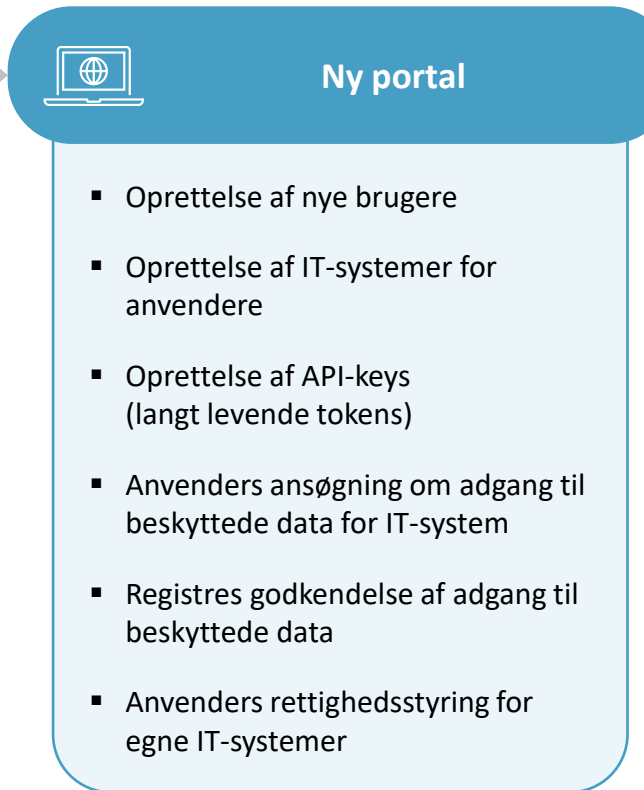 Ny portal
▪ Oprettelse af nye brugere
▪ Oprettelse af IT-systemer for
anvendere
▪ Oprettelse af API-keys
(langt levende tokens)
▪ Anvenders ansøgning om adgang til
beskyttede data for IT-system
▪ Registres godkendelse af adgang til
beskyttede data
▪ Anvenders rettighedsstyring for
egne IT-systemer